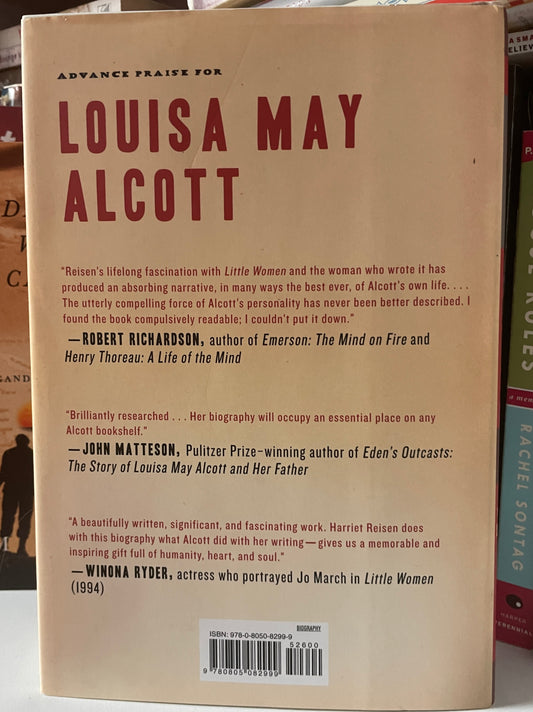 ADVANCE PRAISE FOR
LOUISA MAY
ALCOTT
"Reisen's lifelong fascination with Little Women and the woman who wrote it has
produced an absorbing narrative, in many ways the best ever, of Alcott's own life. . . .
The utterly compelling force of Alcott's personality has never been better described. I
found the book compulsively readable; I couldn't put it down."
—ROBERT RICHARDSON, author of Emerson: The Mind on Fire and
Henry Thoreau: A Life of the Mind
"Brilliantly researched . . . Her biography will occupy an essential place on any
Alcott bookshelf."
—JOHN MATTESON, Pulitzer Prize–winning author of Eden's Outcasts:
The Story of Louisa May Alcott and Her Father
"A beautifully written, significant, and fascinating work. Harriet Reisen does
with this biography what Alcott did with her writing—gives us a memorable and
inspiring gift full of humanity, heart, and soul."
—WINONA RYDER, actress who portrayed Jo March in Little Women
(1994)
BIOGRAPHY
ISBN: 978-0-8050-8299-9
52600
9 780805 082999
RULES
RACHEL SONTAG
HARPER